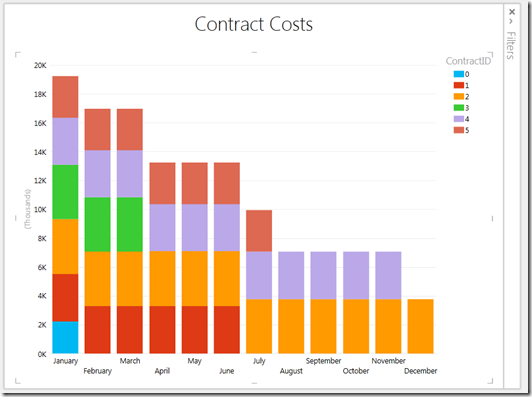 Contract Costs
Filters
ContractID
0
1
2
3
4
5
(Thousands)
20K
18K
16K
14K
12K
10K
8K
6K
4K
2K
0K
January
February
March
April
May
June
July
August
September
October
November
December